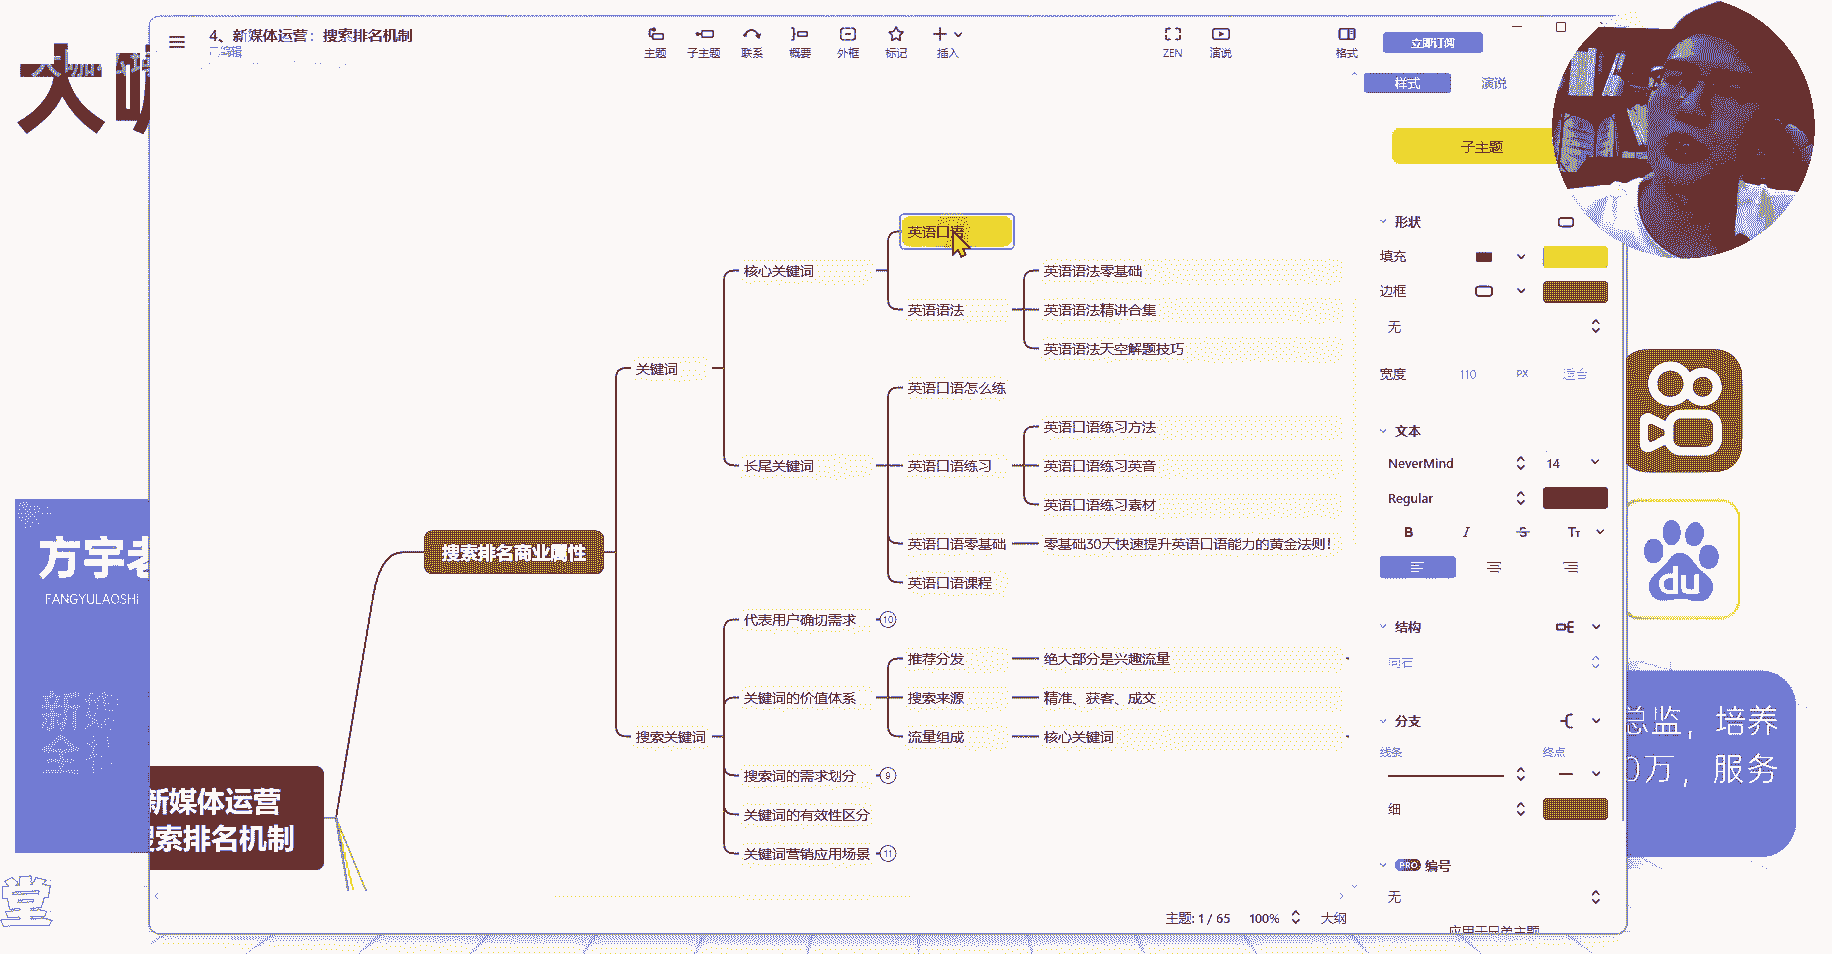 4、新媒体运营：搜索排名机制
已编辑
主题
子主题
联系
概要
外框
标记
插入
ZEN
演说
格式
立即订阅
样式
演说
子主题
形状
填充
边框
无
宽度
110
PX
适合
文本
NeverMind
14
Regular
B
I
S
Tт
结构
向右
分支
线条
终点
细
PRO 编号
无
应用于兄弟主题
英语口语
核心关键词
英语语法零基础
英语语法
英语语法精讲合集
英语语法天空解题技巧
关键词
英语口语怎么练
英语口语练习方法
长尾关键词
英语口语练习
英语口语练习英音
英语口语练习素材
搜索排名商业属性
英语口语零基础
零基础30天快速提升英语口语能力的黄金法则！
英语口语课程
代表用户确切需求
10
推荐分发
绝大部分是兴趣流量
关键词的价值体系
搜索来源
精准、获客、成交
搜索关键词
流量组成
核心关键词
搜索词的需求划分
9
关键词的有效性区分
关键词营销应用场景
11
新媒体运营
搜索排名机制
主题: 1 / 65
100%
大纲
方宇老
FANGYULAOSHI
du
总监，培养
0万，服务
堂